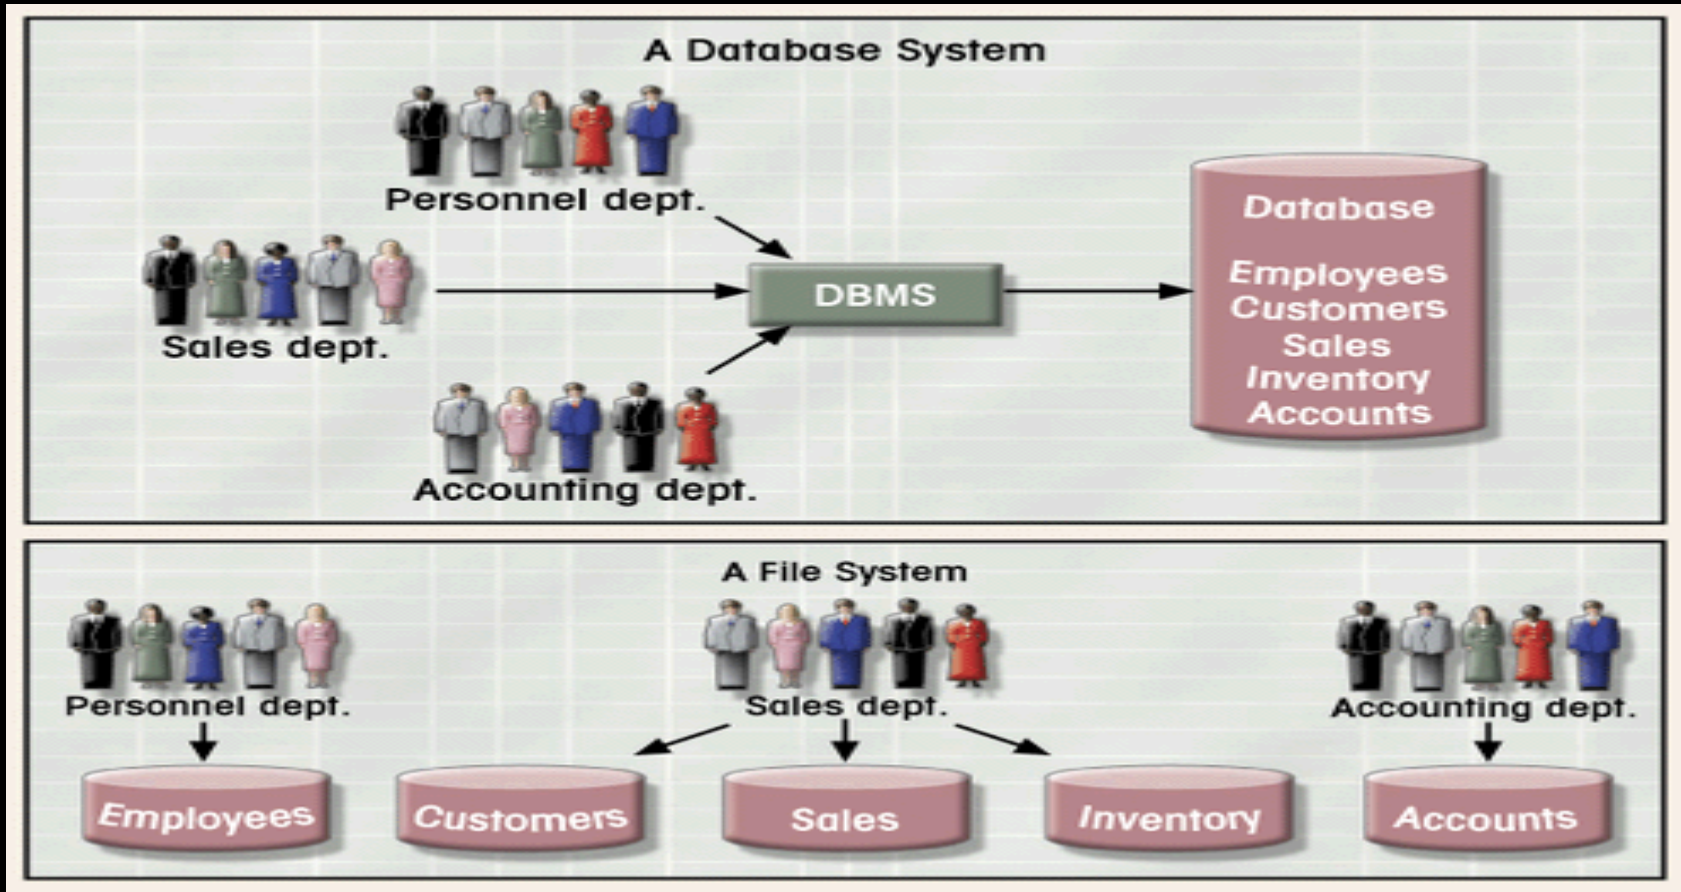 A Database System
Personnel dept.
Sales dept.
Accounting dept.
DBMS
Database
Employees
Customers
Sales
Inventory
Accounts
A File System
Personnel dept.
Sales dept.
Accounting dept.
Employees
Customers
Sales
Inventory
Accounts